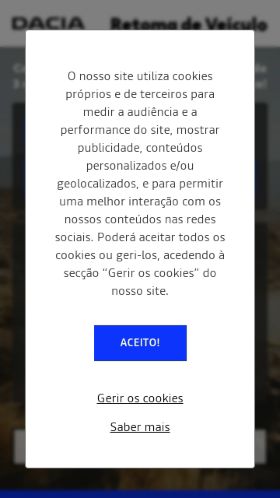 DACIA Retoma de Veículo
O nosso site utiliza cookies
próprios e de terceiros para
medir a audiência e a
performance do site, mostrar
publicidade, conteúdos
personalizados e/ou
geolocalizados, e para permitir
uma melhor interação com os
nossos conteúdos nas redes
sociais. Poderá aceitar todos os
cookies ou geri-los, acedendo à
secção “Gerir os cookies” do
nosso site.
ACEITO!
Gerir os cookies
Saber mais